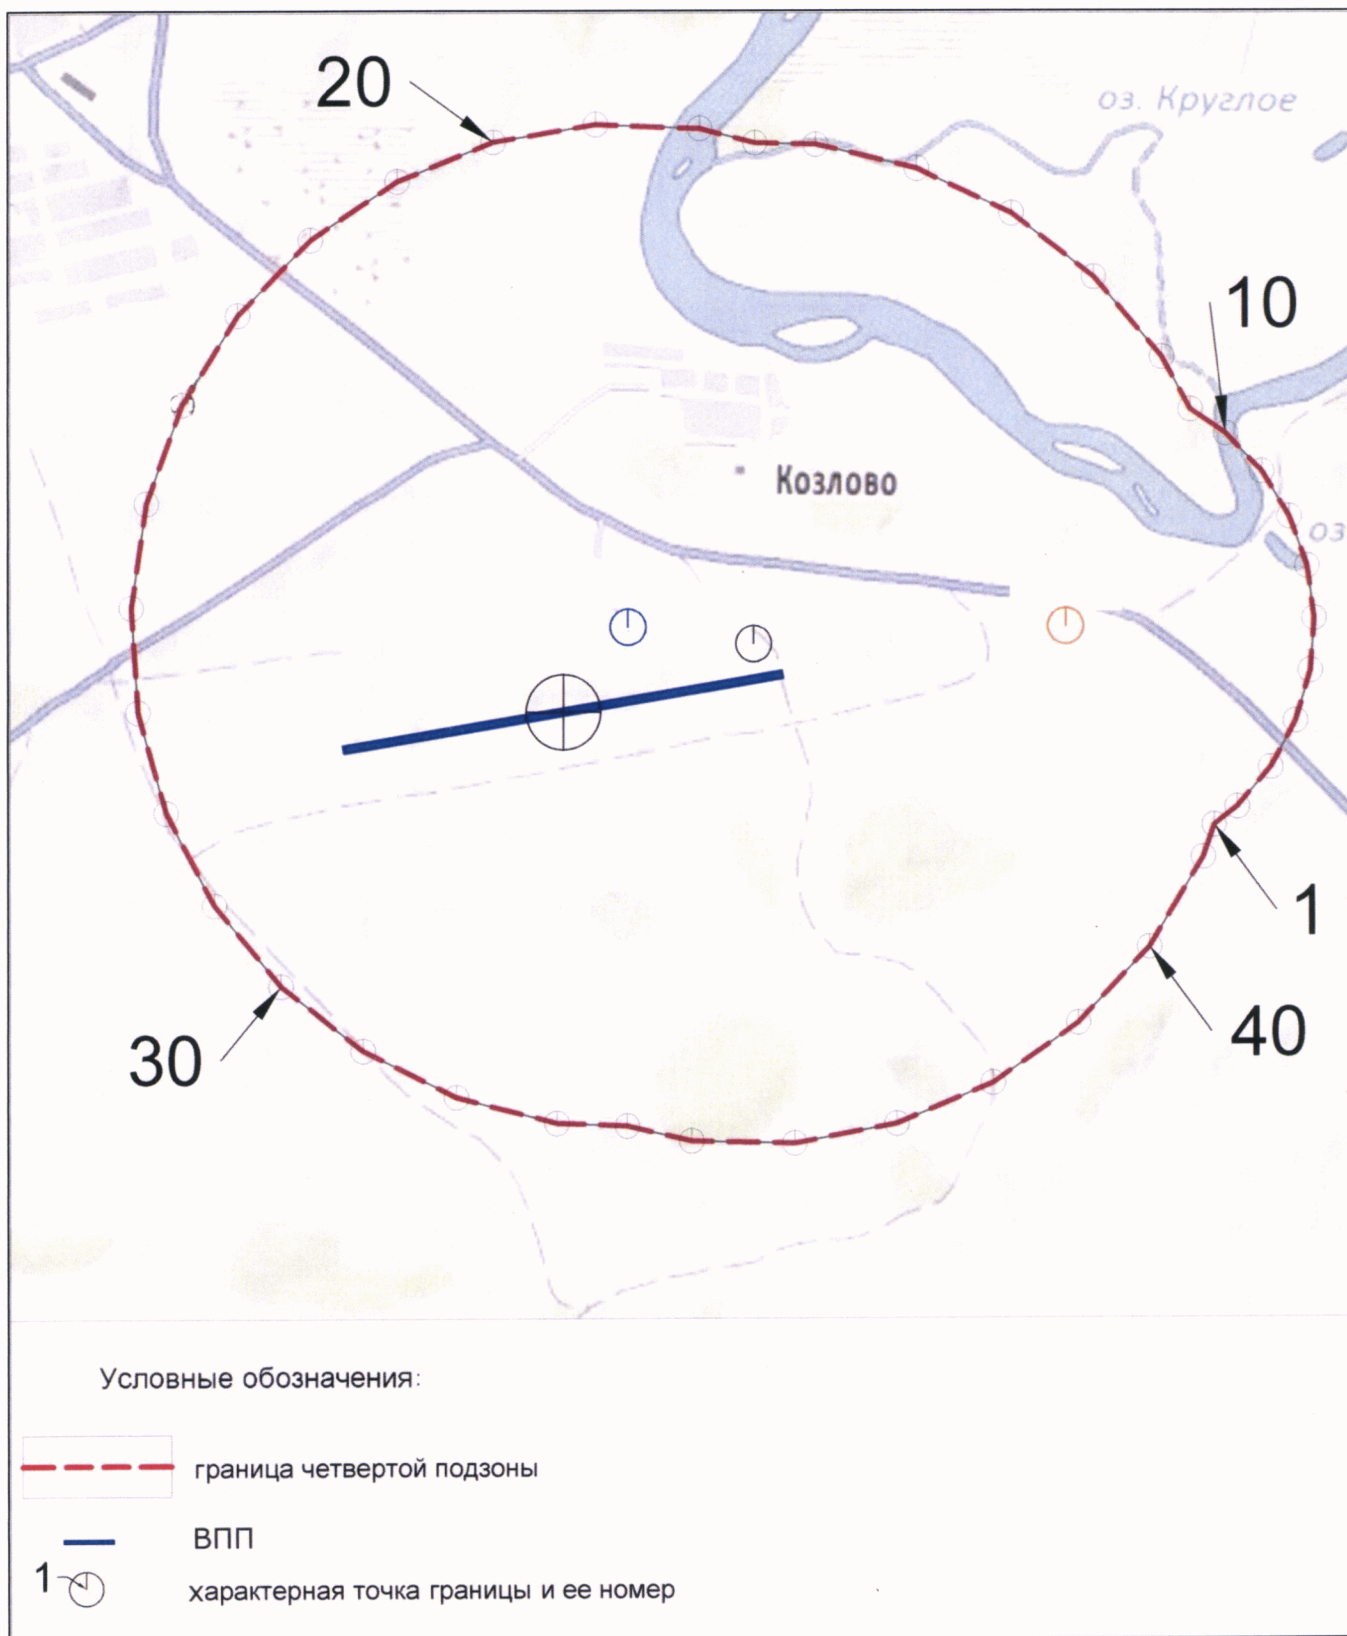 20
оз. Круглое
10
Козлово
оз
1
40
30
Условные обозначения:
граница четвертой подзоны
ВПП
1
характерная точка границы и ее номер